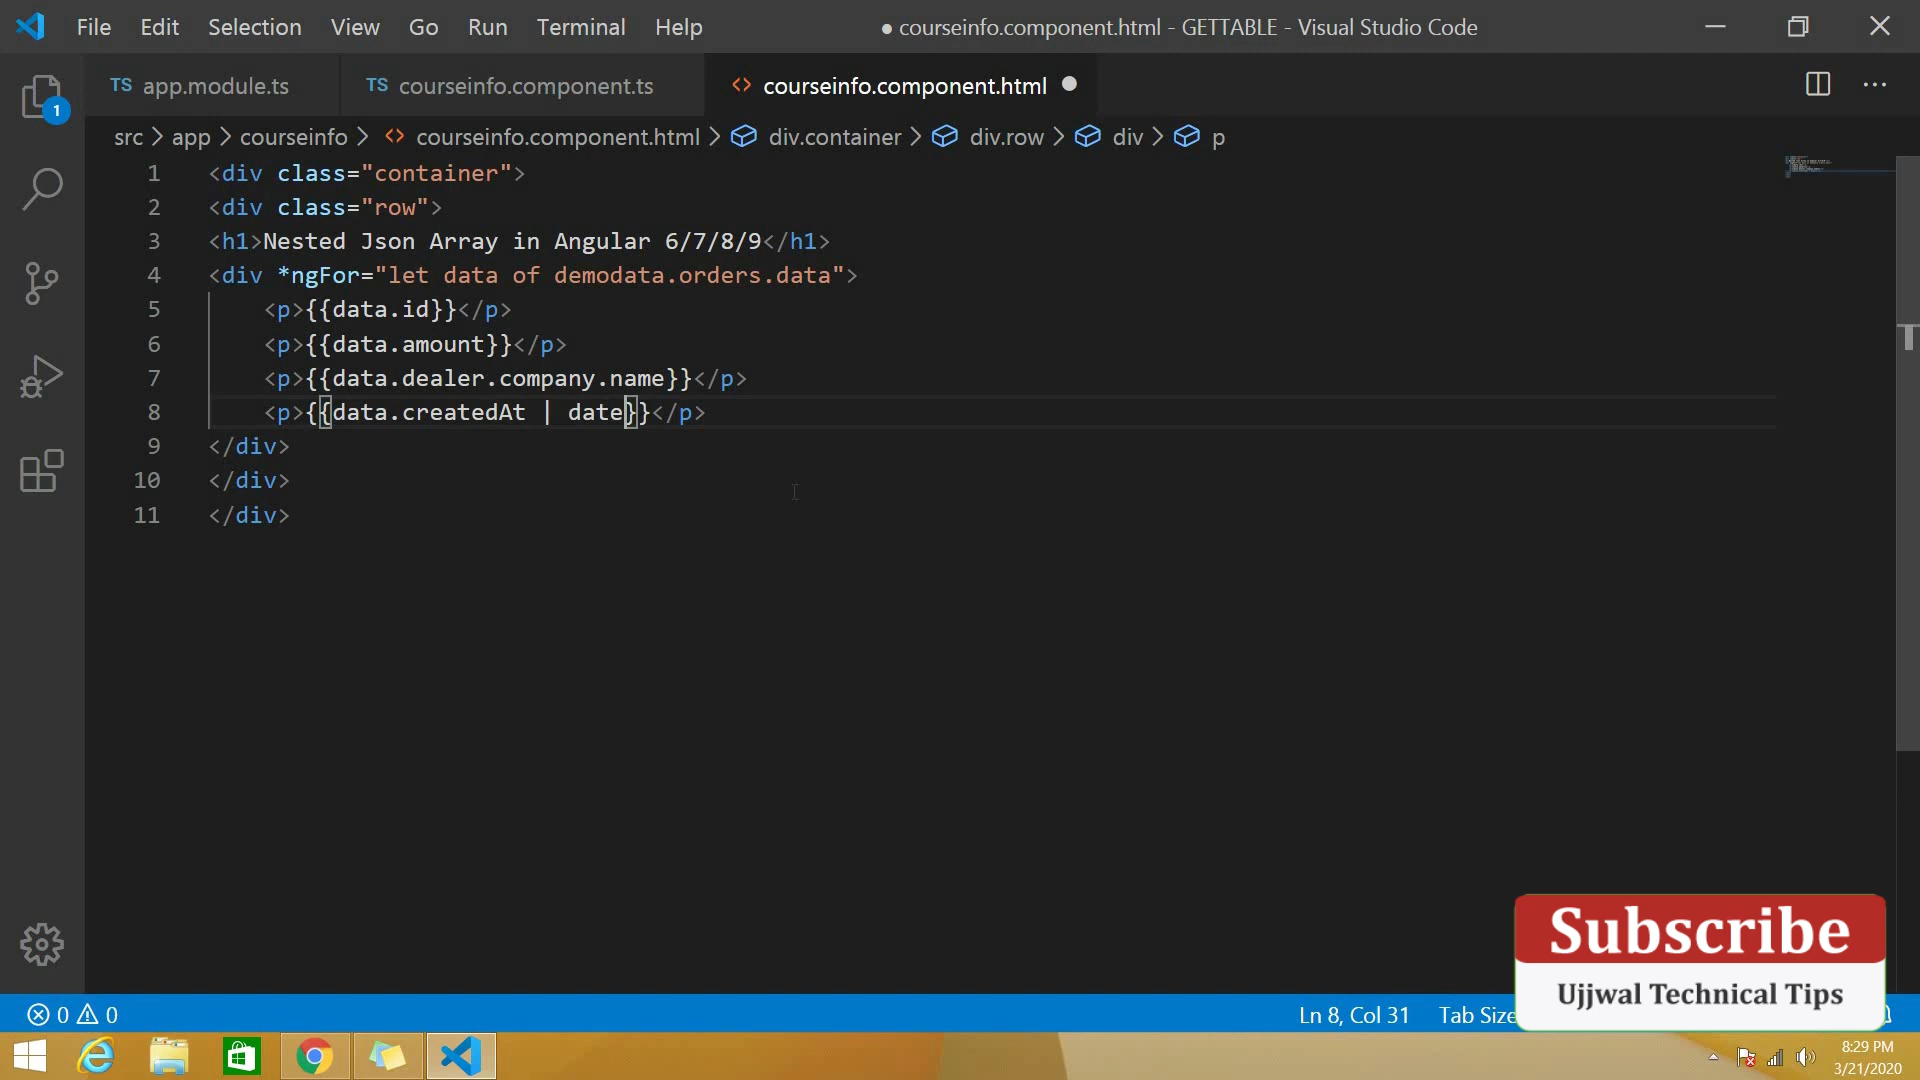 File Edit Selection View Go Run Terminal Help ● courseinfo.component.html - GETTABLE - Visual Studio Code
TS app.module.ts TS courseinfo.component.ts <> courseinfo.component.html ●
1
src > app > courseinfo > <> courseinfo.component.html > div.container > div.row > div > p
1 <div class="container">
2 <div class="row">
3 <h1>Nested Json Array in Angular 6/7/8/9</h1>
4 <div *ngFor="let data of demodata.orders.data">
5 <p>{{data.id}}</p>
6 <p>{{data.amount}}</p>
7 <p>{{data.dealer.company.name}}</p>
8 <p>{{data.createdAt | date}}</p>
9 </div>
10 </div>
11 </div>
Subscribe
Ujjwal Technical Tips
0 0 Ln 8, Col 31 Tab Size
8:29 PM
3/21/2020